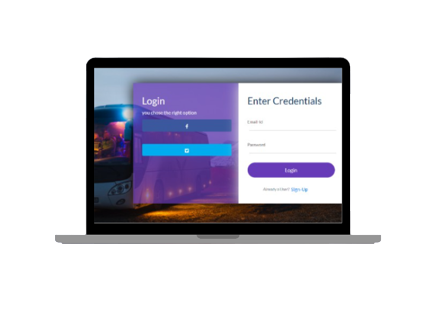 Login
you chose the right option
f
Enter Credentials
Email Id
Password
Login
Already a User? Sign Up